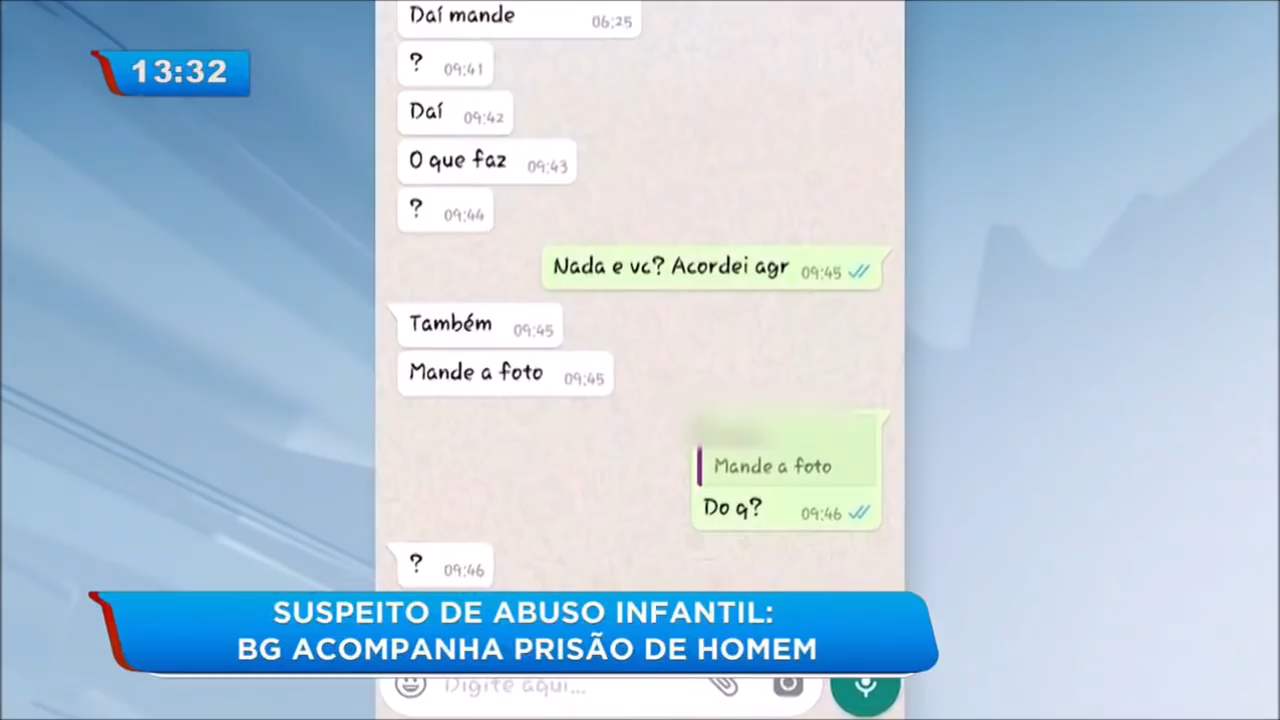 Daí mande 06:25
13:32
? 09:41
Daí 09:42
O que faz 09:43
? 09:44
Nada e vc? Acordei agr 09:45
Também 09:45
Mande a foto 09:45
Mande a foto
Do q? 09:46
? 09:46
SUSPEITO DE ABUSO INFANTIL:
BG ACOMPANHA PRISÃO DE HOMEM
Digite aqui...